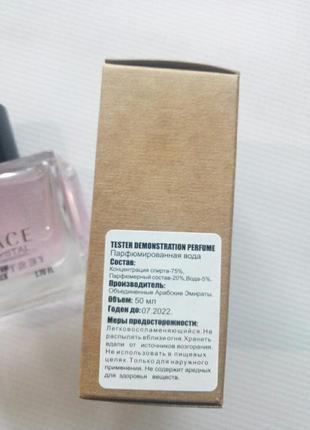 TESTER DEMONSTRATION PERFUME
Парфюмированная вода
Состав:
Концентрация спирта-75%,
Парфюмерный состав-20%,Вода-5%.
Производитель:
Объединенные Арабские Эмираты.
Объем: 50 мл
Годен до:07.2022.
Меры предосторожности:
Легковоспламеняющийся. Не
распылять вблизи огня. Хранить
вдали от источников возгорания.
Не использовать в пищевых
целях. Только для наружного
применения. Не содержит вредных
для здоровья веществ.
ACE
YSTAL
TESTE